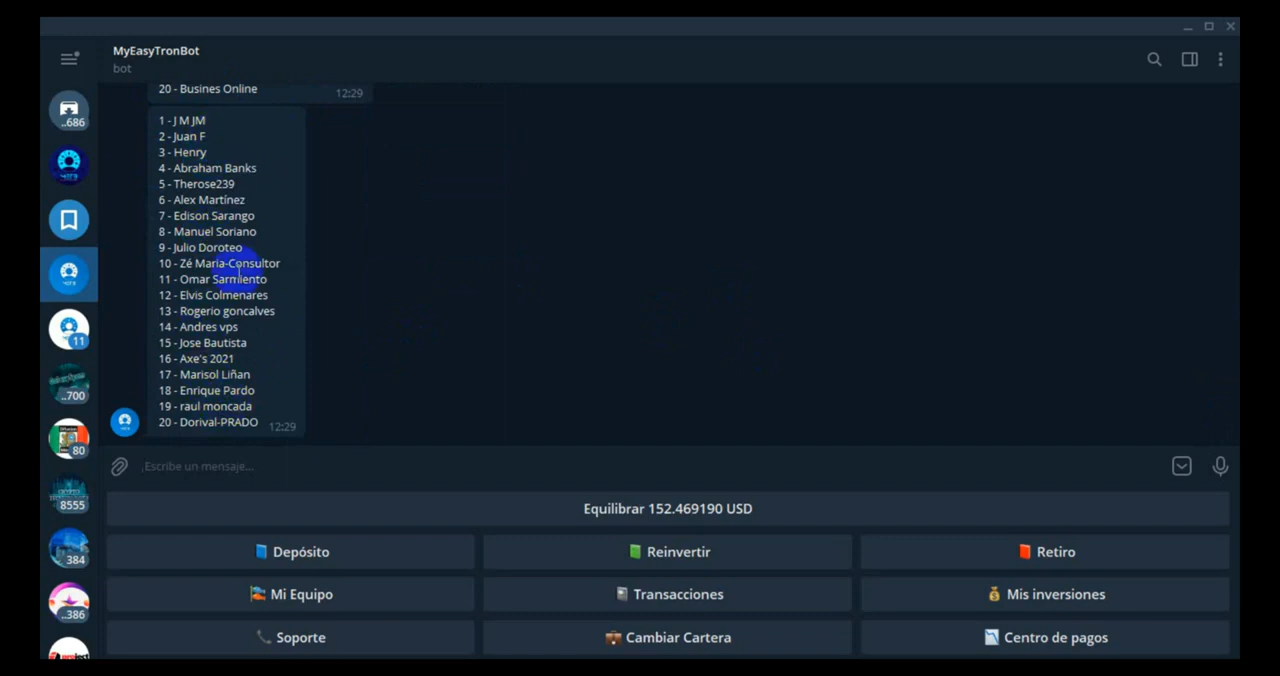 MyEasyTronBot
bot
20 - Busines Online
12:29
1 - J M JM
2 - Juan F
3 - Henry
4 - Abraham Banks
5 - Therose239
6 - Alex Martínez
7 - Edison Sarango
8 - Manuel Soriano
9 - Julio Doroteo
10 - Zé Maria-Consultor
11 - Omar Sarmiento
12 - Elvis Colmenares
13 - Rogerio goncalves
14 - Andres vps
15 - Jose Bautista
16 - Axe's 2021
17 - Marisol Liñan
18 - Enrique Pardo
19 - raul moncada
20 - Dorival-PRADO
12:29
..686
11
..700
80
8555
384
..386
Escribe un mensaje...
Equilibrar 152.469190 USD
Depósito
Reinvertir
Retiro
Mi Equipo
Transacciones
Mis inversiones
Soporte
Cambiar Cartera
Centro de pagos